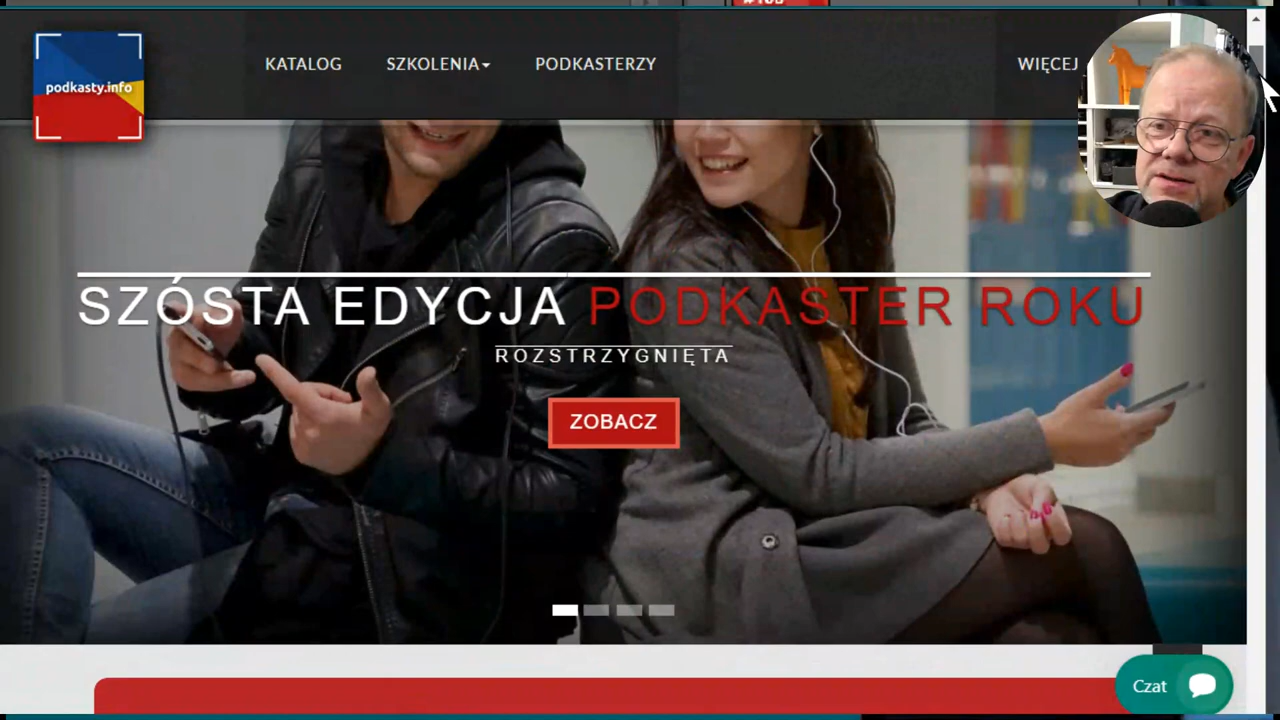 podkasty.info
KATALOG
SZKOLENIA
PODKASTERZY
WIĘCEJ
SZÓSTA EDYCJA PODKASTER ROKU
ROZSTRZYGNIĘTA
ZOBACZ
Czat